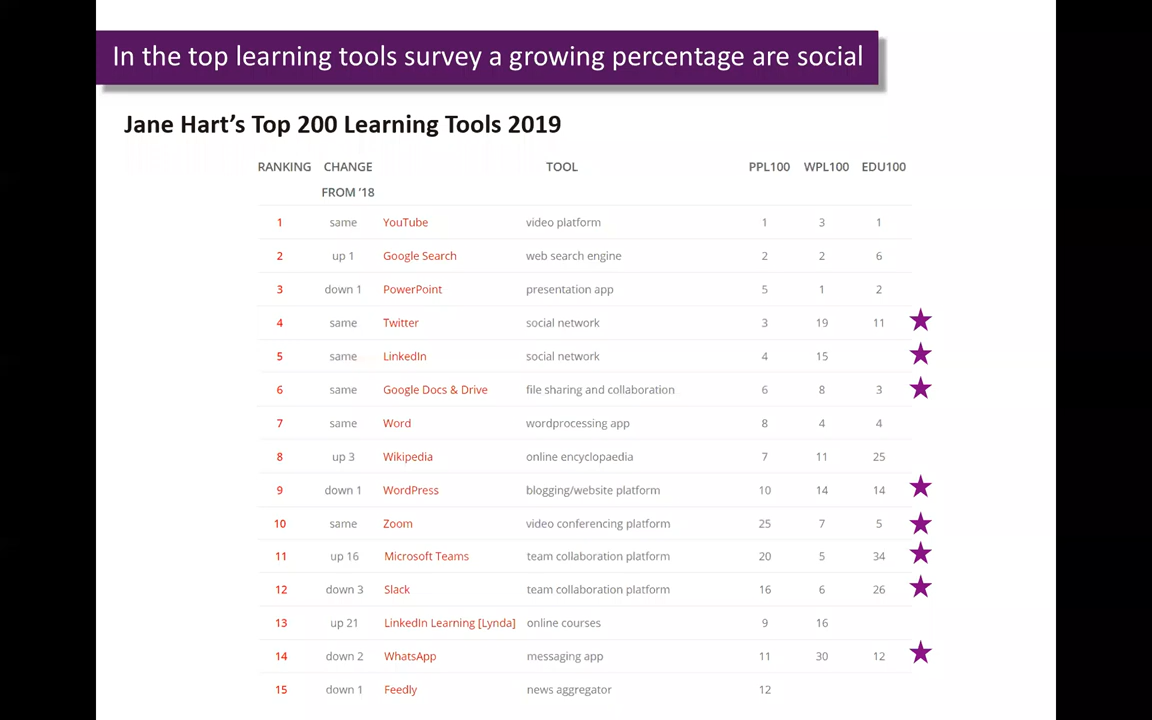 In the top learning tools survey a growing percentage are social
Jane Hart's Top 200 Learning Tools 2019
RANKING CHANGE TOOL PPL100 WPL100 EDU100
FROM '18
1 same YouTube video platform 1 3 1
2 up 1 Google Search web search engine 2 2 6
3 down 1 PowerPoint presentation app 5 1 2
4 same Twitter social network 3 19 11
5 same LinkedIn social network 4 15
6 same Google Docs & Drive file sharing and collaboration 6 8 3
7 same Word wordprocessing app 8 4 4
8 up 3 Wikipedia online encyclopaedia 7 11 25
9 down 1 WordPress blogging/website platform 10 14 14
10 same Zoom video conferencing platform 25 7 5
11 up 16 Microsoft Teams team collaboration platform 20 5 34
12 down 3 Slack team collaboration platform 16 6 26
13 up 21 LinkedIn Learning [Lynda] online courses 9 16
14 down 2 WhatsApp messaging app 11 30 12
15 down 1 Feedly news aggregator 12